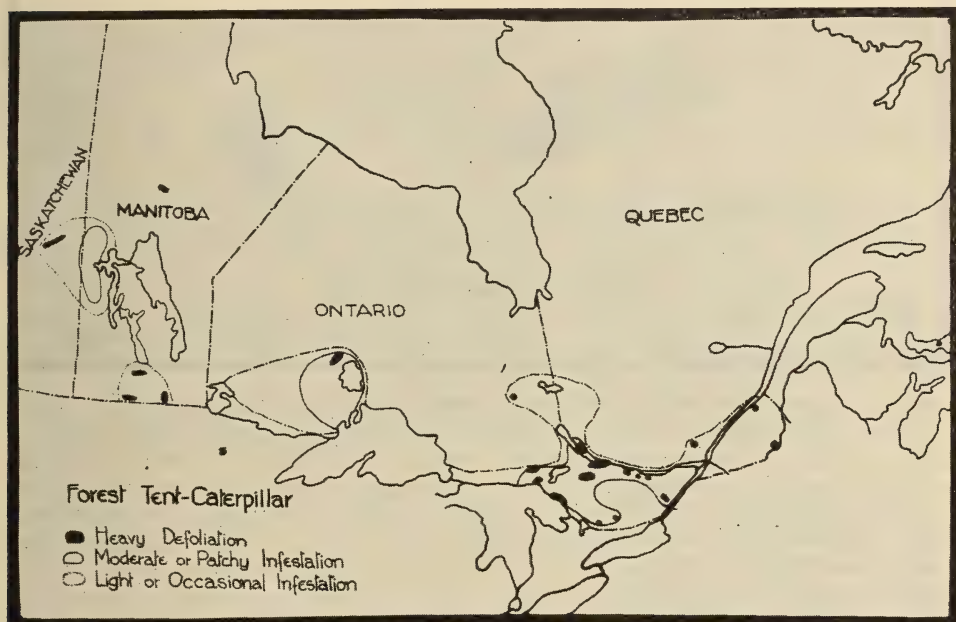 SASKATCHEWAN
MANITOBA
QUEBEC
ONTARIO
Forest Tent-Caterpillar
Heavy Defoliation
Moderate or Patchy Infestation
Light or Occasional Infestation